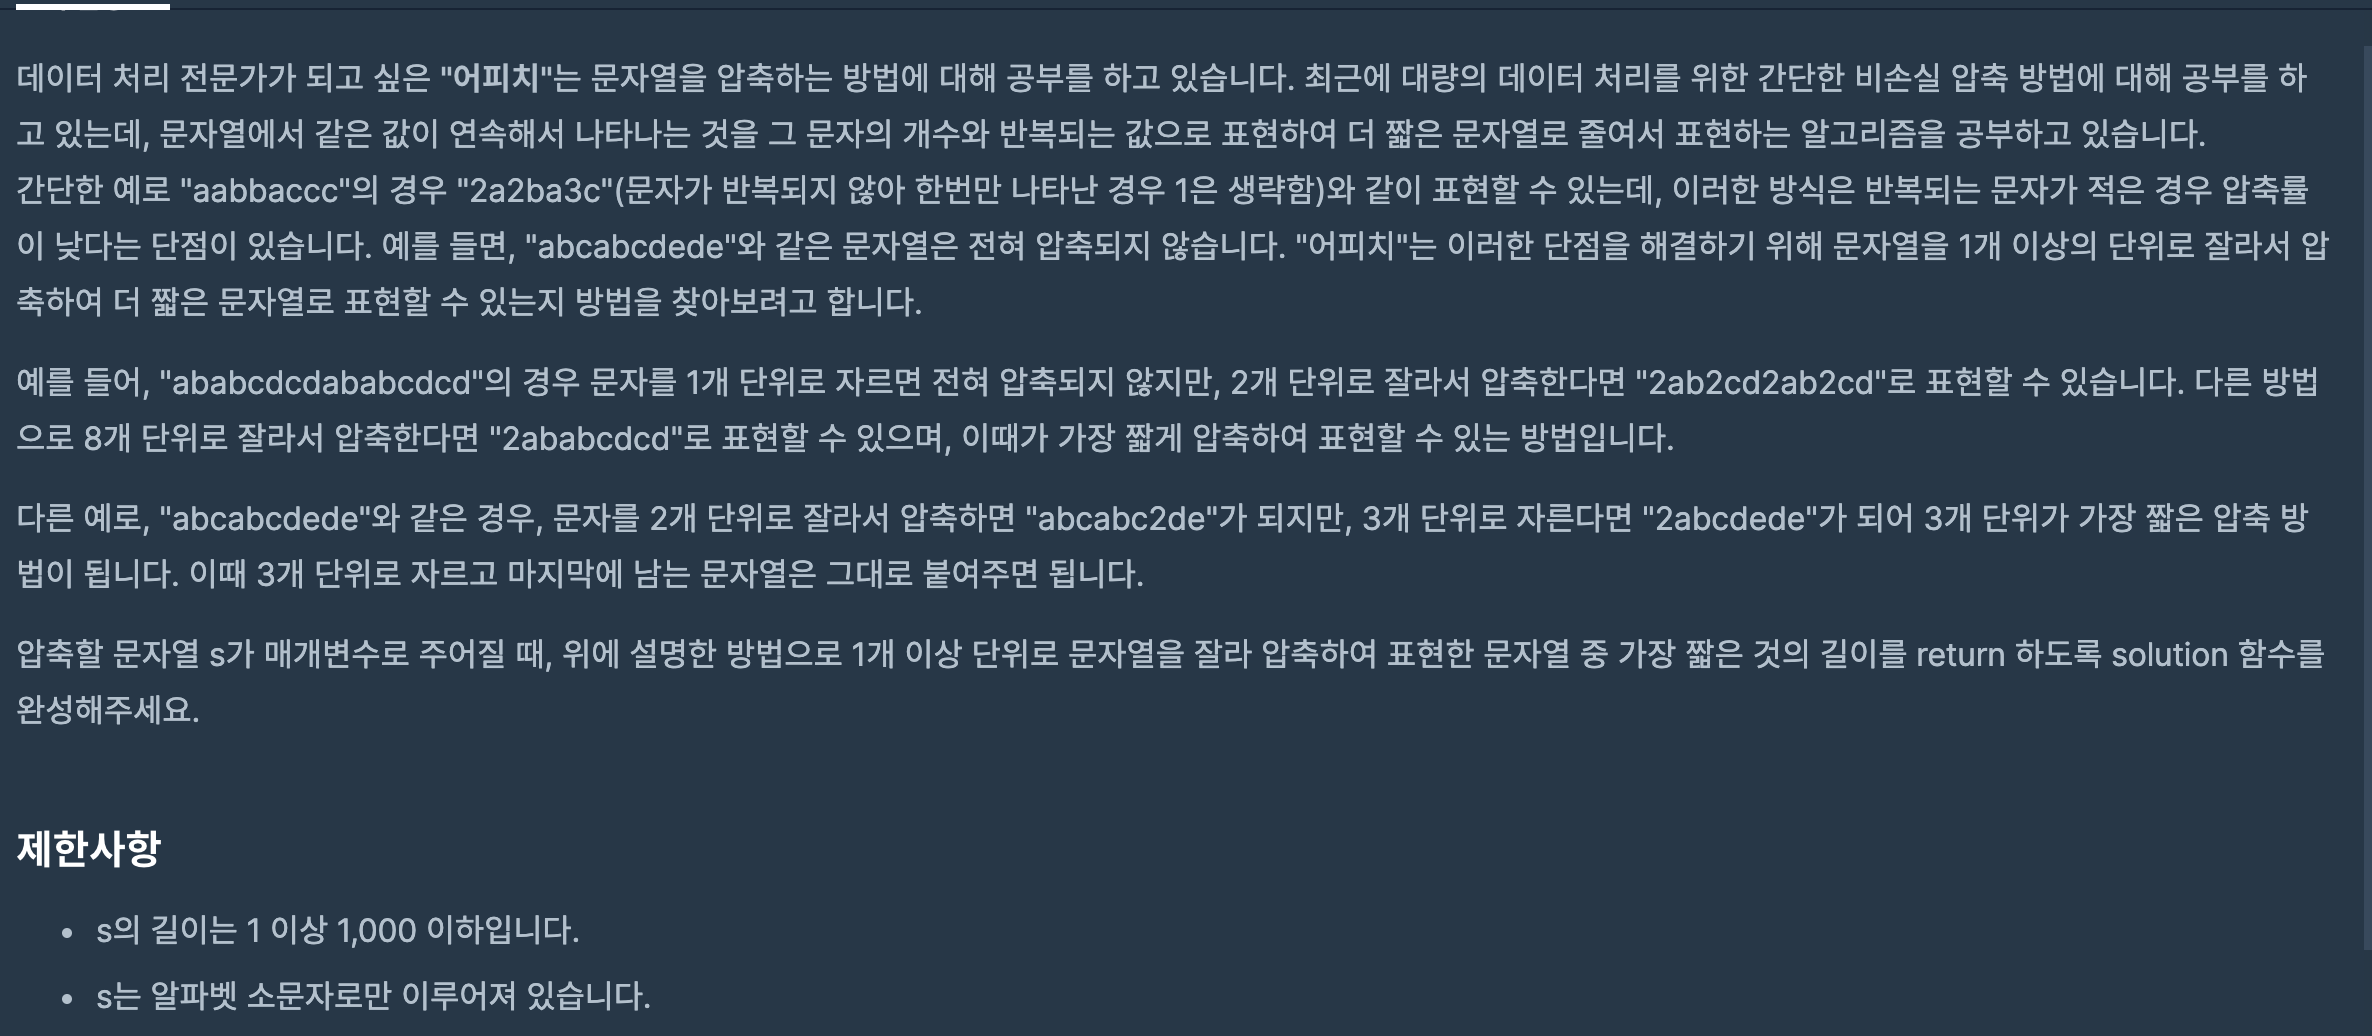 데이터 처리 전문가가 되고 싶은 "어피치"는 문자열을 압축하는 방법에 대해 공부를 하고 있습니다. 최근에 대량의 데이터 처리를 위한 간단한 비손실 압축 방법에 대해 공부를 하
고 있는데, 문자열에서 같은 값이 연속해서 나타나는 것을 그 문자의 개수와 반복되는 값으로 표현하여 더 짧은 문자열로 줄여서 표현하는 알고리즘을 공부하고 있습니다.
간단한 예로 "aabbaccc"의 경우 "2a2ba3c"(문자가 반복되지 않아 한번만 나타난 경우 1은 생략함)와 같이 표현할 수 있는데, 이러한 방식은 반복되는 문자가 적은 경우 압축률
이 낮다는 단점이 있습니다. 예를 들면, "abcabcdede"와 같은 문자열은 전혀 압축되지 않습니다. "어피치"는 이러한 단점을 해결하기 위해 문자열을 1개 이상의 단위로 잘라서 압
축하여 더 짧은 문자열로 표현할 수 있는지 방법을 찾아보려고 합니다.
예를 들어, "ababcdcdababcdcd"의 경우 문자를 1개 단위로 자르면 전혀 압축되지 않지만, 2개 단위로 잘라서 압축한다면 "2ab2cd2ab2cd"로 표현할 수 있습니다. 다른 방법
으로 8개 단위로 잘라서 압축한다면 "2ababcdcd"로 표현할 수 있으며, 이때가 가장 짧게 압축하여 표현할 수 있는 방법입니다.
다른 예로, "abcabcdede"와 같은 경우, 문자를 2개 단위로 잘라서 압축하면 "abcabc2de"가 되지만, 3개 단위로 자른다면 "2abcdede"가 되어 3개 단위가 가장 짧은 압축 방
법이 됩니다. 이때 3개 단위로 자르고 마지막에 남는 문자열은 그대로 붙여주면 됩니다.
압축할 문자열 s가 매개변수로 주어질 때, 위에 설명한 방법으로 1개 이상 단위로 문자열을 잘라 압축하여 표현한 문자열 중 가장 짧은 것의 길이를 return 하도록 solution 함수를
완성해주세요.
제한사항
• s의 길이는 1 이상 1,000 이하입니다.
• s는 알파벳 소문자로만 이루어져 있습니다.